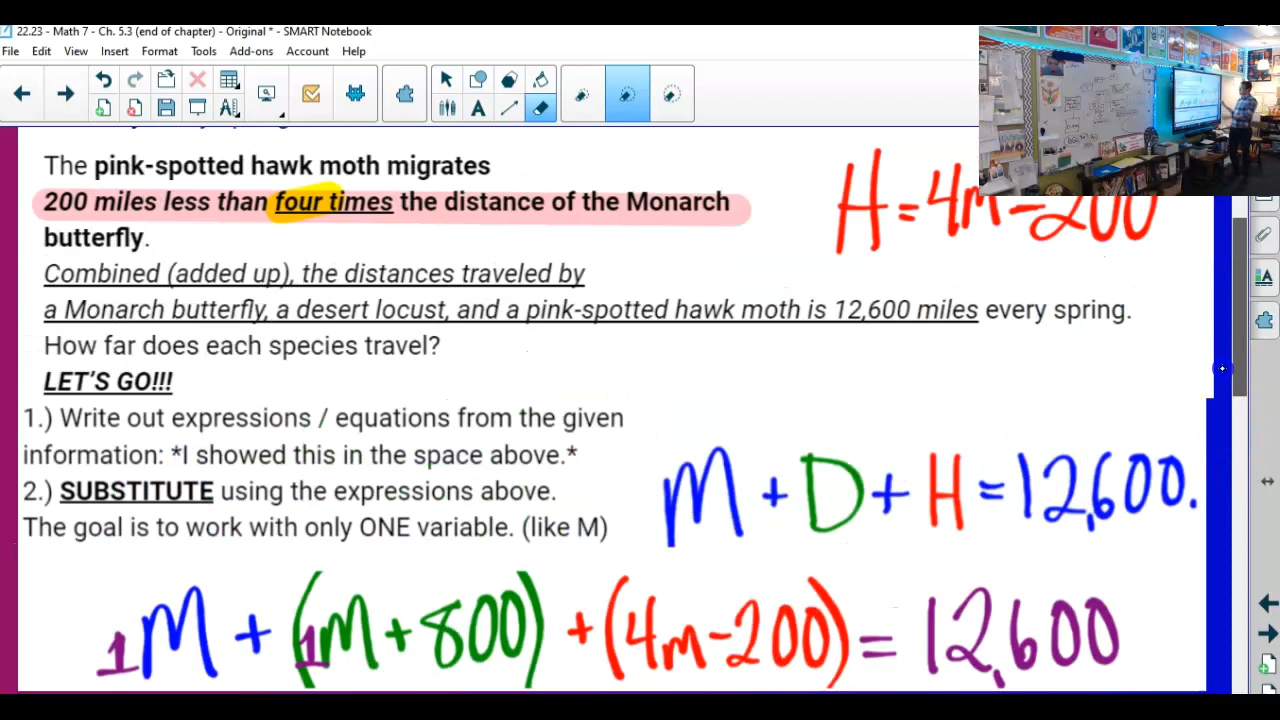 22.23 - Math 7 - Ch. 5.3 (end of chapter) - Original * - SMART Notebook
File Edit View Insert Format Tools Add-ons Account Help
The pink-spotted hawk moth migrates
200 miles less than four times the distance of the Monarch
butterfly.
H = 4M - 200
Combined (added up), the distances traveled by
a Monarch butterfly, a desert locust, and a pink-spotted hawk moth is 12,600 miles every spring.
How far does each species travel?
LET'S GO!!!
1.) Write out expressions / equations from the given
information: *I showed this in the space above.*
2.) SUBSTITUTE using the expressions above.
The goal is to work with only ONE variable. (like M)
M + D + H = 12,600.
1M + (1M + 800) + (4M - 200) = 12,600